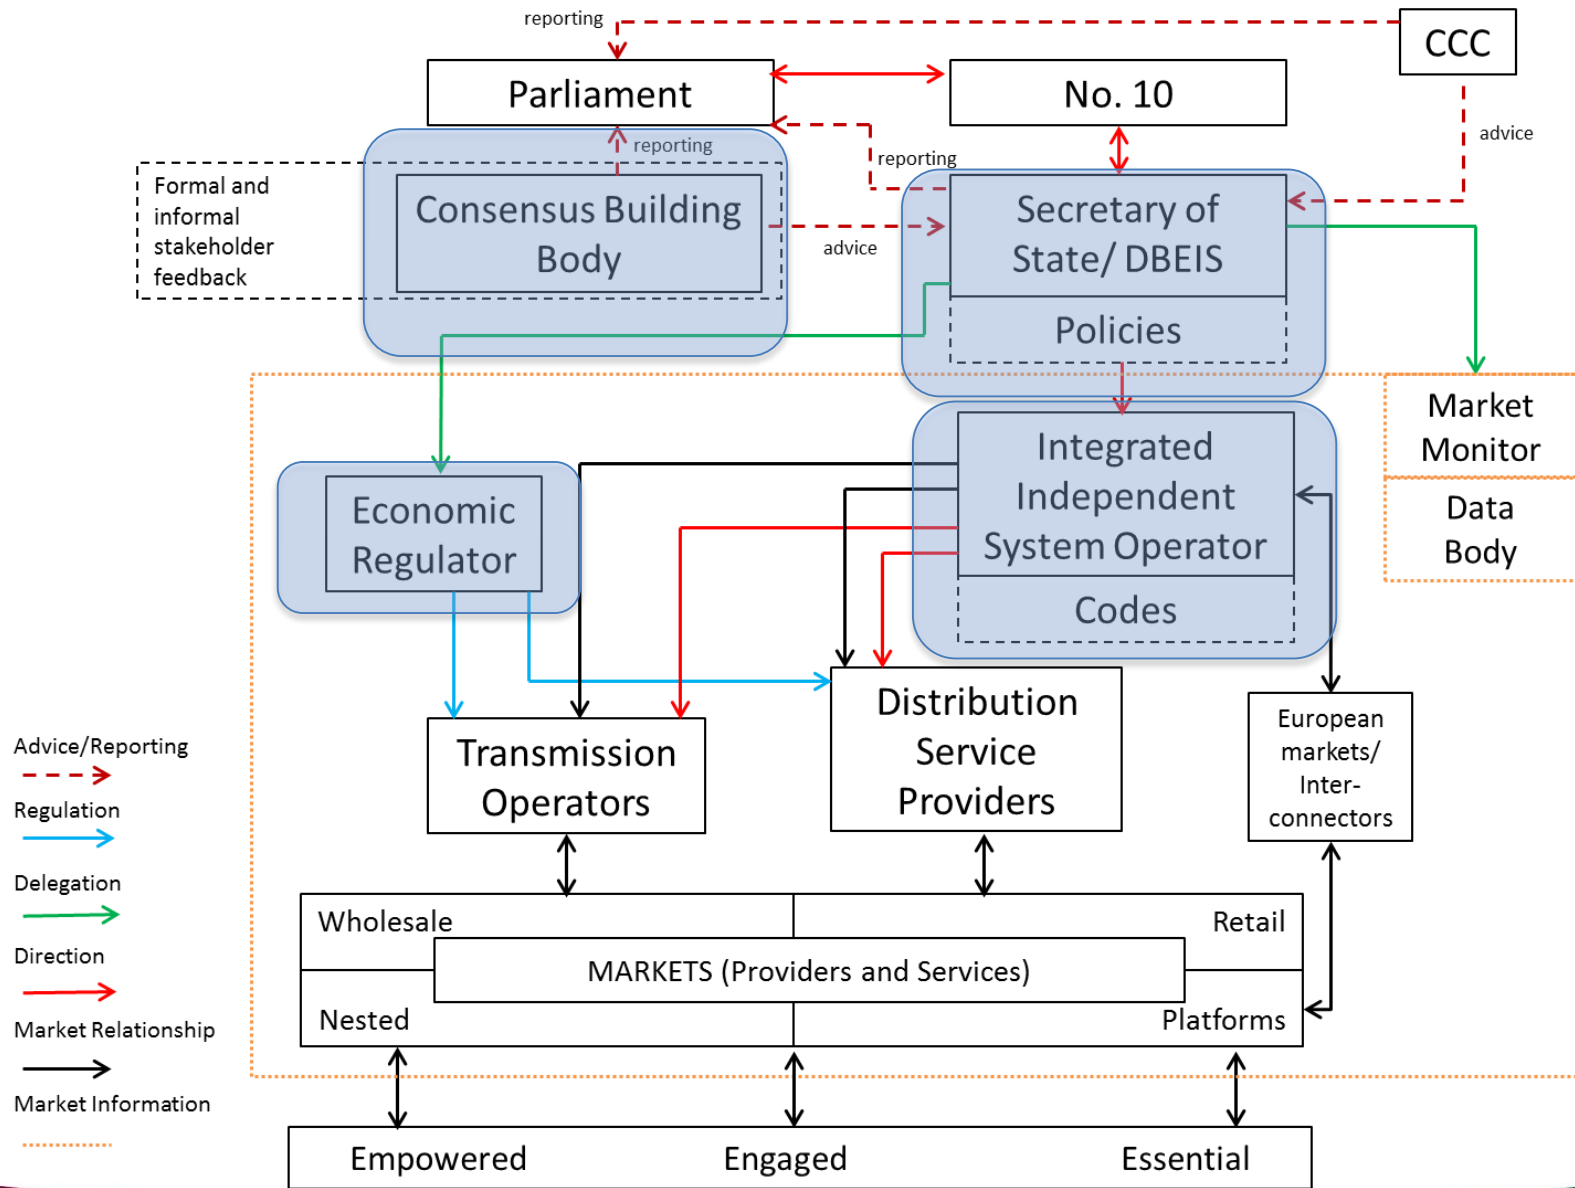 reporting
CCC
Parliament
No. 10
advice
reporting
reporting
Formal and
informal
stakeholder
feedback
Consensus Building
Body
advice
Secretary of
State/ DBEIS
Policies
Market
Monitor
Data
Body
Integrated
Independent
System Operator
Codes
Economic
Regulator
Transmission
Operators
Distribution
Service
Providers
European
markets/
Inter-
connectors
Advice/Reporting
Regulation
Delegation
Direction
Market Relationship
Market Information
Wholesale
Retail
MARKETS (Providers and Services)
Nested
Platforms
Empowered
Engaged
Essential